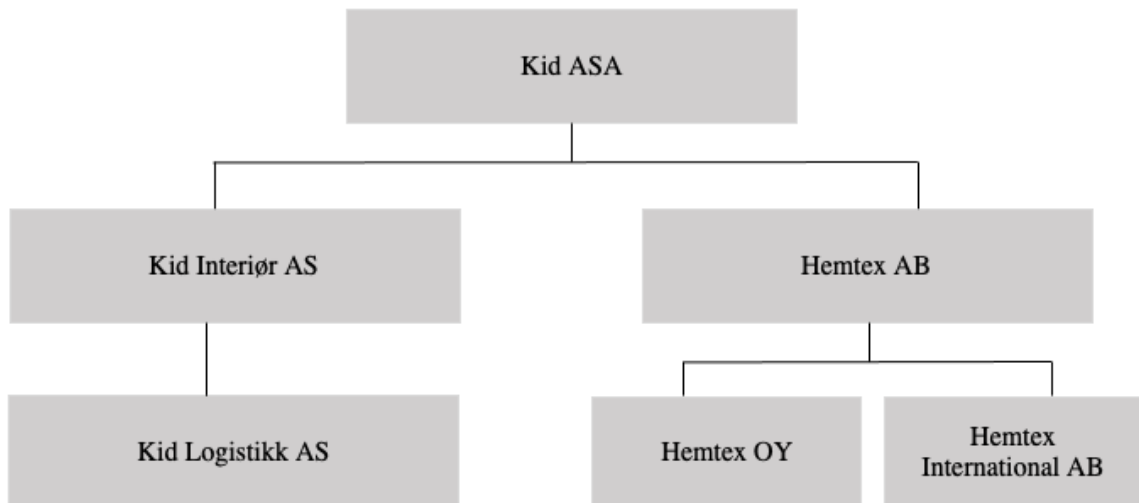 Kid ASA
Kid Interiør AS
Hemtex AB
Kid Logistikk AS
Hemtex OY
Hemtex
International AB